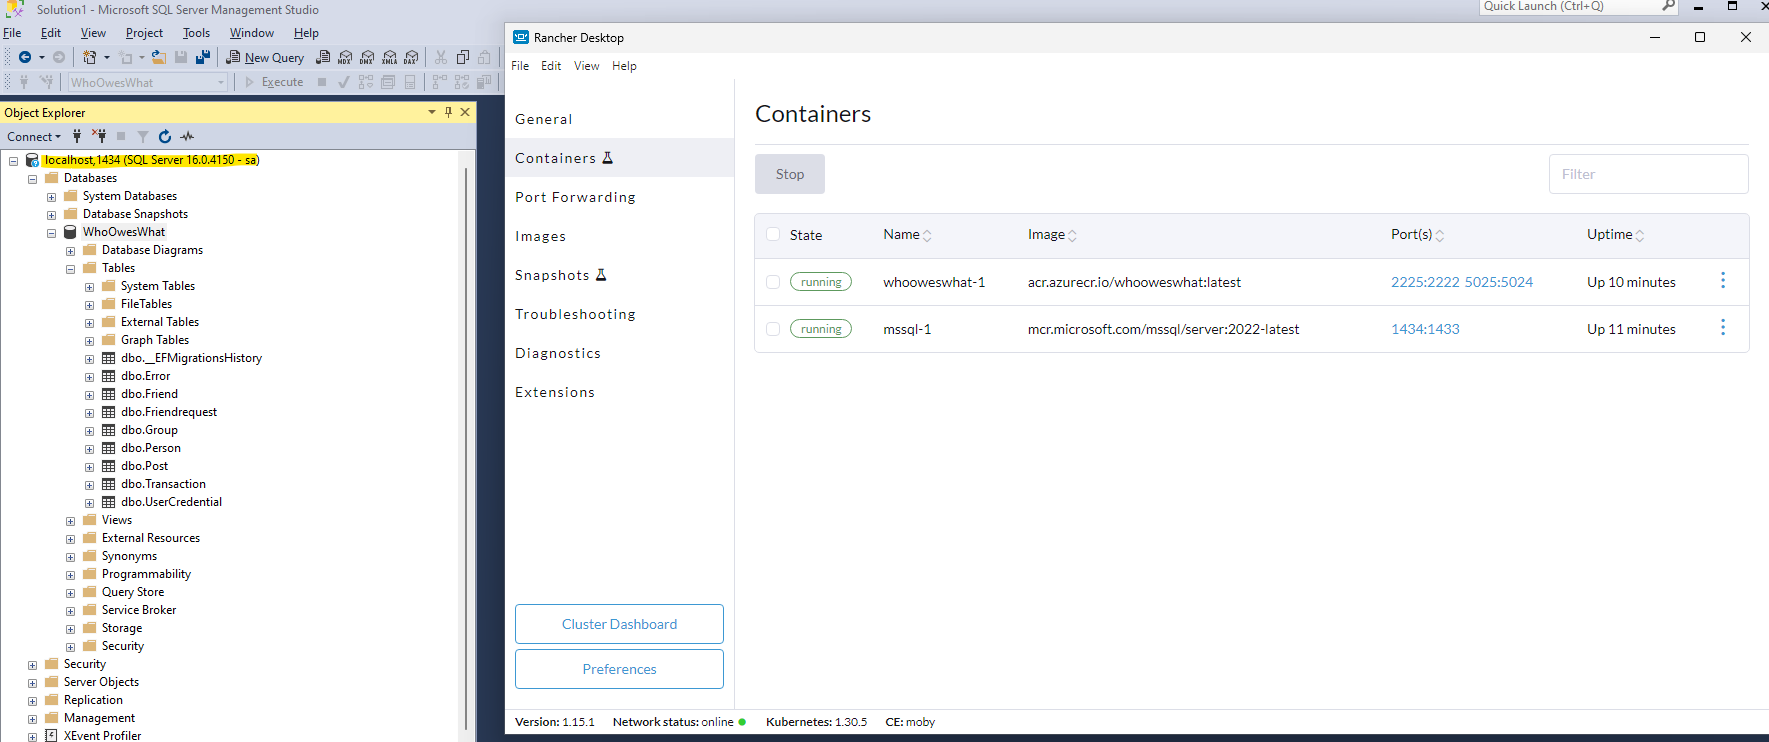 Solution1 - Microsoft SQL Server Management Studio
Quick Launch (Ctrl+Q)
File Edit View Project Tools Window Help
New Query MDX DMX XMLA DAX
WhoOwesWhat Execute
Object Explorer
Connect
localhost,1434 (SQL Server 16.0.4150 - sa)
Databases
System Databases
Database Snapshots
WhoOwesWhat
Database Diagrams
Tables
System Tables
FileTables
External Tables
Graph Tables
dbo.__EFMigrationsHistory
dbo.Error
dbo.Friend
dbo.Friendrequest
dbo.Group
dbo.Person
dbo.Post
dbo.Transaction
dbo.UserCredential
Views
External Resources
Synonyms
Programmability
Query Store
Service Broker
Storage
Security
Security
Server Objects
Replication
Management
XEvent Profiler
Rancher Desktop
File Edit View Help
General
Containers
Port Forwarding
Images
Snapshots
Troubleshooting
Diagnostics
Extensions
Cluster Dashboard
Preferences
Containers
Stop
Filter
State Name Image Port(s) Uptime
running whooweswhat-1 acr.azurecr.io/whooweswhat:latest 2225:2222 5025:5024 Up 10 minutes
running mssql-1 mcr.microsoft.com/mssql/server:2022-latest 1434:1433 Up 11 minutes
Version: 1.15.1 Network status: online Kubernetes: 1.30.5 CE: moby